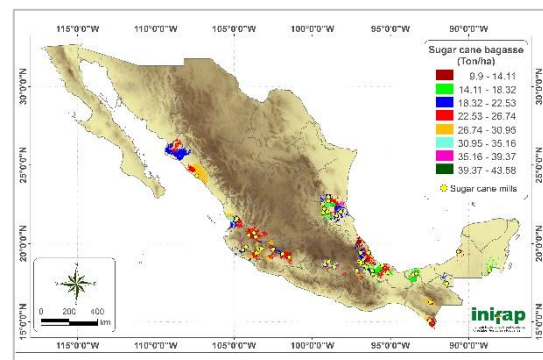 115°0'0"W 110°0'0"W 105°0'0"W 100°0'0"W 95°0'0"W 90°0'0"W
Sugar cane bagasse
(Ton/ha)
9.9 - 14.11
14.11 - 18.32
18.32 - 22.53
22.53 - 26.74
26.74 - 30.95
30.95 - 35.16
35.16 - 39.37
39.37 - 43.58
Sugar cane mills
30°0'0"N 30°0'0"N
25°0'0"N 25°0'0"N
20°0'0"N 20°0'0"N
15°0'0"N 15°0'0"N
0 200 400
km
inifap
115°0'0"W 110°0'0"W 105°0'0"W 100°0'0"W 95°0'0"W 90°0'0"W